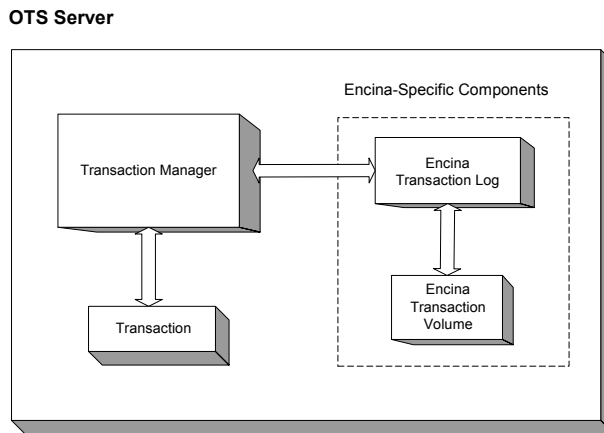 OTS Server
Encina-Specific Components
Transaction Manager
Encina
Transaction Log
Transaction
Encina
Transaction
Volume